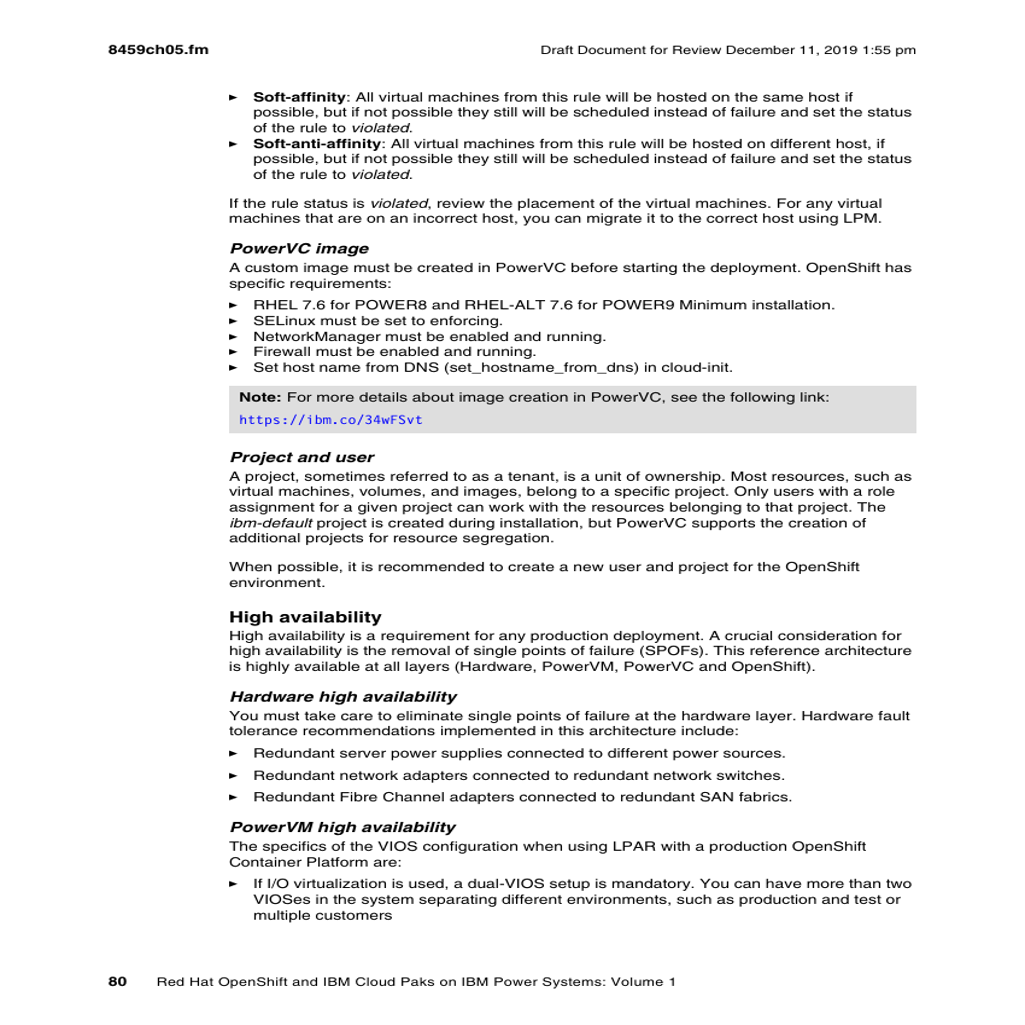 8459ch05.fm
Draft Document for Review December 11, 2019 1:55 pm
► Soft-affinity: All virtual machines from this rule will be hosted on the same host if
possible, but if not possible they still will be scheduled instead of failure and set the status
of the rule to violated.
► Soft-anti-affinity: All virtual machines from this rule will be hosted on different host, if
possible, but if not possible they still will be scheduled instead of failure and set the status
of the rule to violated.
If the rule status is violated, review the placement of the virtual machines. For any virtual
machines that are on an incorrect host, you can migrate it to the correct host using LPM.
PowerVC image
A custom image must be created in PowerVC before starting the deployment. OpenShift has
specific requirements:
► RHEL 7.6 for POWER8 and RHEL-ALT 7.6 for POWER9 Minimum installation.
► SELinux must be set to enforcing.
► NetworkManager must be enabled and running.
► Firewall must be enabled and running.
► Set host name from DNS (set_hostname_from_dns) in cloud-init.
Note: For more details about image creation in PowerVC, see the following link:
https://ibm.co/34wFSvt
Project and user
A project, sometimes referred to as a tenant, is a unit of ownership. Most resources, such as
virtual machines, volumes, and images, belong to a specific project. Only users with a role
assignment for a given project can work with the resources belonging to that project. The
ibm-default project is created during installation, but PowerVC supports the creation of
additional projects for resource segregation.
When possible, it is recommended to create a new user and project for the OpenShift
environment.
High availability
High availability is a requirement for any production deployment. A crucial consideration for
high availability is the removal of single points of failure (SPOFs). This reference architecture
is highly available at all layers (Hardware, PowerVM, PowerVC and OpenShift).
Hardware high availability
You must take care to eliminate single points of failure at the hardware layer. Hardware fault
tolerance recommendations implemented in this architecture include:
► Redundant server power supplies connected to different power sources.
► Redundant network adapters connected to redundant network switches.
► Redundant Fibre Channel adapters connected to redundant SAN fabrics.
PowerVM high availability
The specifics of the VIOS configuration when using LPAR with a production OpenShift
Container Platform are:
► If I/O virtualization is used, a dual-VIOS setup is mandatory. You can have more than two
VIOSes in the system separating different environments, such as production and test or
multiple customers
80 Red Hat OpenShift and IBM Cloud Paks on IBM Power Systems: Volume 1